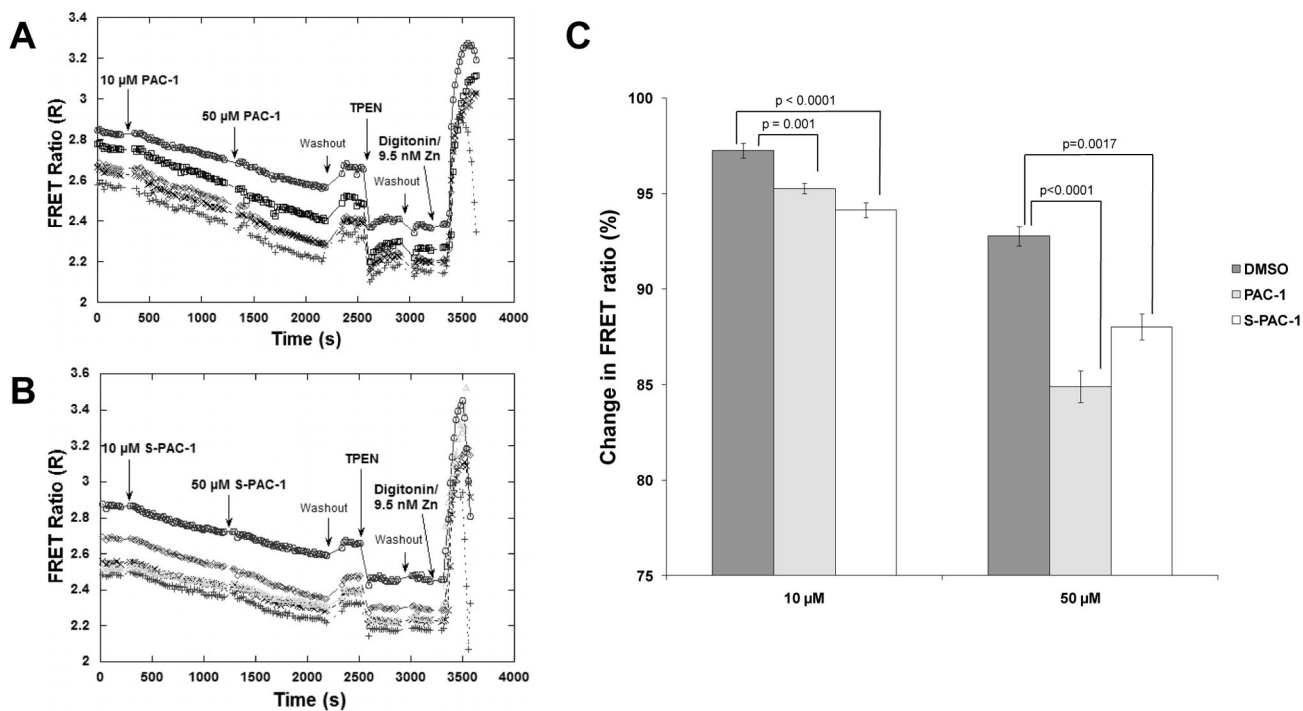 A
FRET Ratio (R)
3.4
3.2
3
2.8
2.6
2.4
2.2
2
10 µM PAC-1
50 µM PAC-1
Washout
TPEN
Washout
Digitonin/
9.5 nM Zn
0 500 1000 1500 2000 2500 3000 3500 4000
Time (s)
B
FRET Ratio (R)
3.6
3.4
3.2
3
2.8
2.6
2.4
2.2
2
10 µM S-PAC-1
50 µM S-PAC-1
Washout
TPEN
Washout
Digitonin/
9.5 nM Zn
0 500 1000 1500 2000 2500 3000 3500 4000
Time (s)
C
Change in FRET ratio (%)
100
95
90
85
80
75
p < 0.0001
p = 0.001
p=0.0017
p<0.0001
10 µM 50 µM
DMSO
PAC-1
S-PAC-1